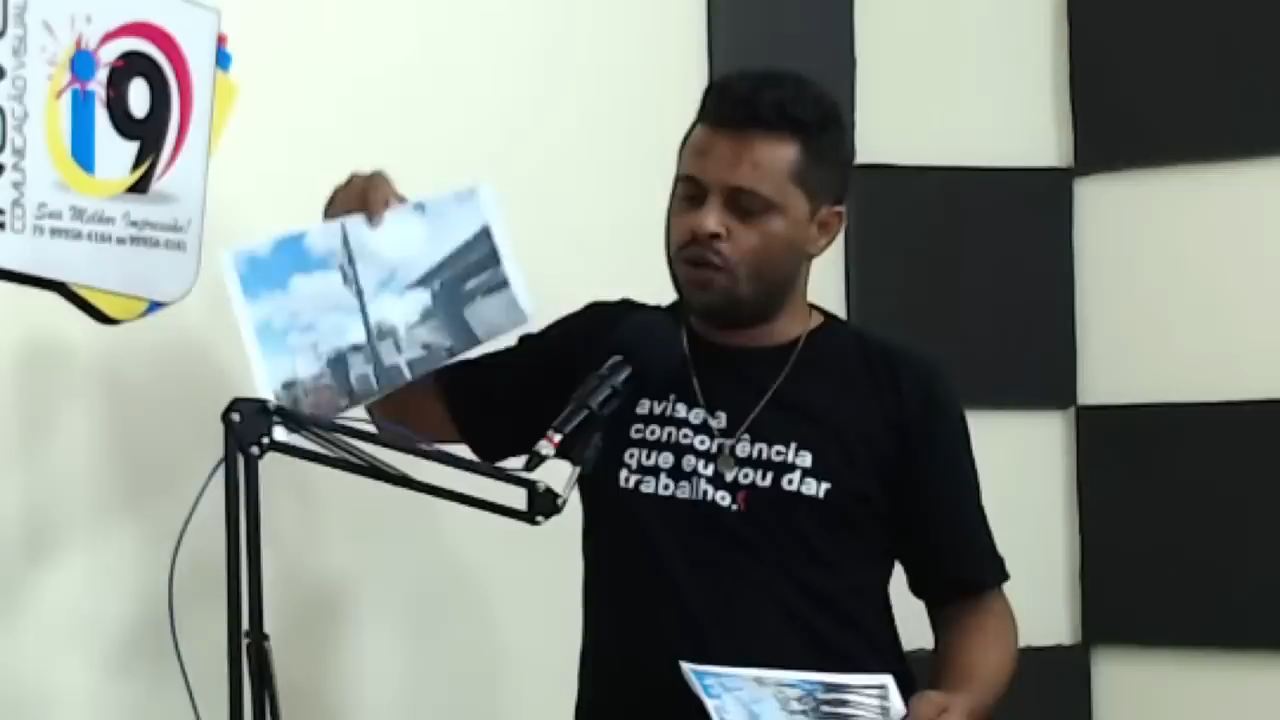 i9
COMUNICAÇÃO VISUAL
Sua Melhor Impressão!
avise a
concorrência
que eu vou dar
trabalho.